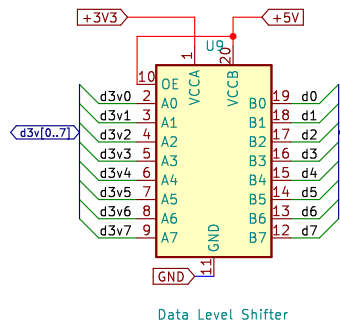 +3V3
+5V
U?
1
20
10
OE
VCCA
VCCB
d3v0 2 A0 B0 19 d0
d3v1 3 A1 B1 18 d1
d3v[0..7]
d3v2 4 A2 B2 17 d2
d3v3 5 A3 B3 16 d3
d3v4 6 A4 B4 15 d4
d3v5 7 A5 B5 14 d5
d3v6 8 A6 B6 13 d6
d3v7 9 A7 B7 12 d7
GND
11
GND
Data Level Shifter